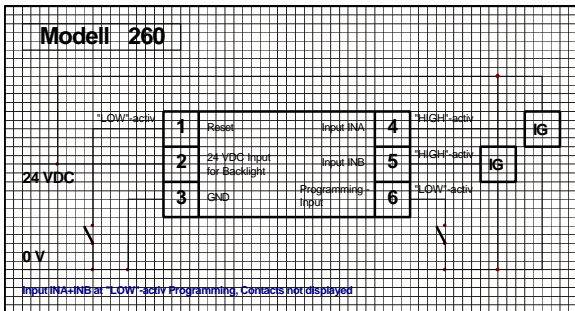 Modell 260
"LOW"-activ 1 Reset Input INA 4 "HIGH"-activ IG
2 24 VDC Input for Backlight Input INB 5 "HIGH"-activ IG
24 VDC
3 GND Programming - Input 6 "LOW"-activ
0 V
Input INA+INB at "LOW"-activ Programming, Contacts not displayed